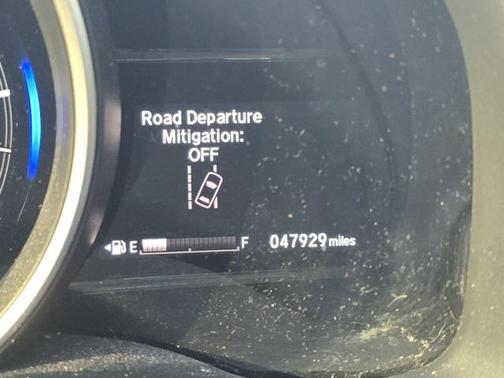 Road Departure
Mitigation:
OFF
E F 047929 miles